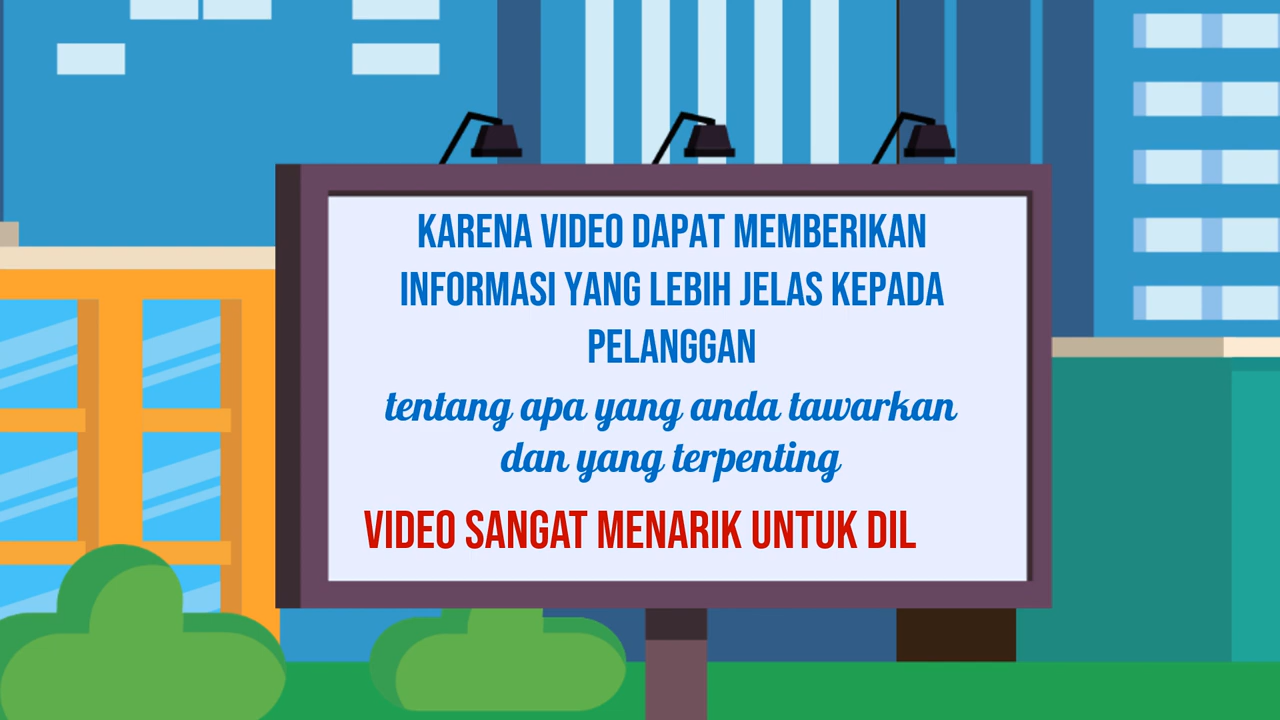 KARENA VIDEO DAPAT MEMBERIKAN
INFORMASI YANG LEBIH JELAS KEPADA
PELANGGAN
tentang apa yang anda tawarkan
dan yang terpenting
VIDEO SANGAT MENARIK UNTUK DIL